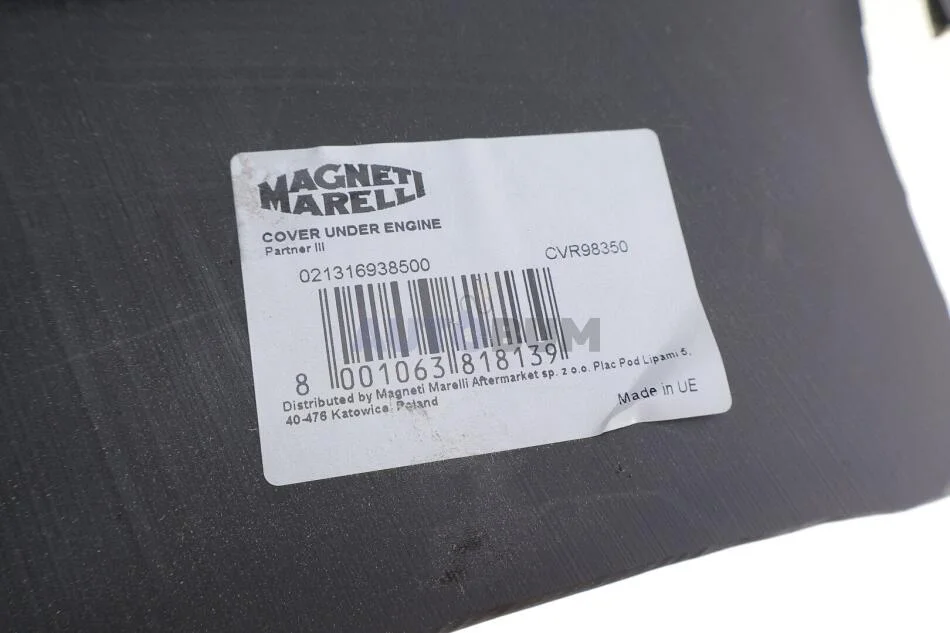 MAGNETI
MARELLI
COVER UNDER ENGINE
Partner III
021316938500
CVR98350
AUTOBUM
8 001063 818139
Distributed by Magneti Marelli Aftermarket sp. z o.o. Plac Pod Lipami 5,
40-476 Katowice, Poland
Made in UE